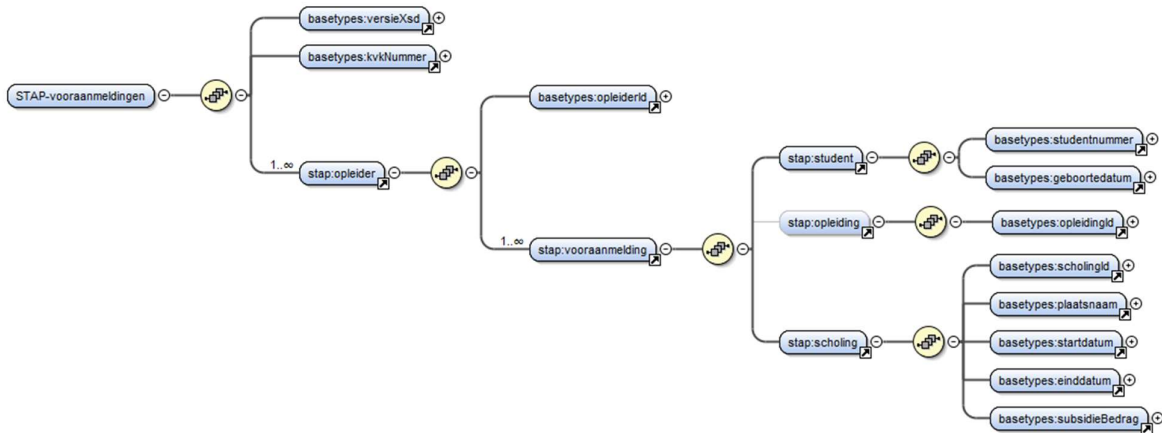 basetypes:versieXsd
basetypes:kvkNummer
STAP-vooraanmeldingen
1..∞
stap:opleider
basetypes:opleiderId
1..∞
stap:vooraanmelding
stap:student
basetypes:studentnummer
basetypes:geboortedatum
stap:opleiding
basetypes:opleidingId
stap:scholing
basetypes:scholingId
basetypes:plaatsnaam
basetypes:startdatum
basetypes:einddatum
basetypes:subsidieBedrag